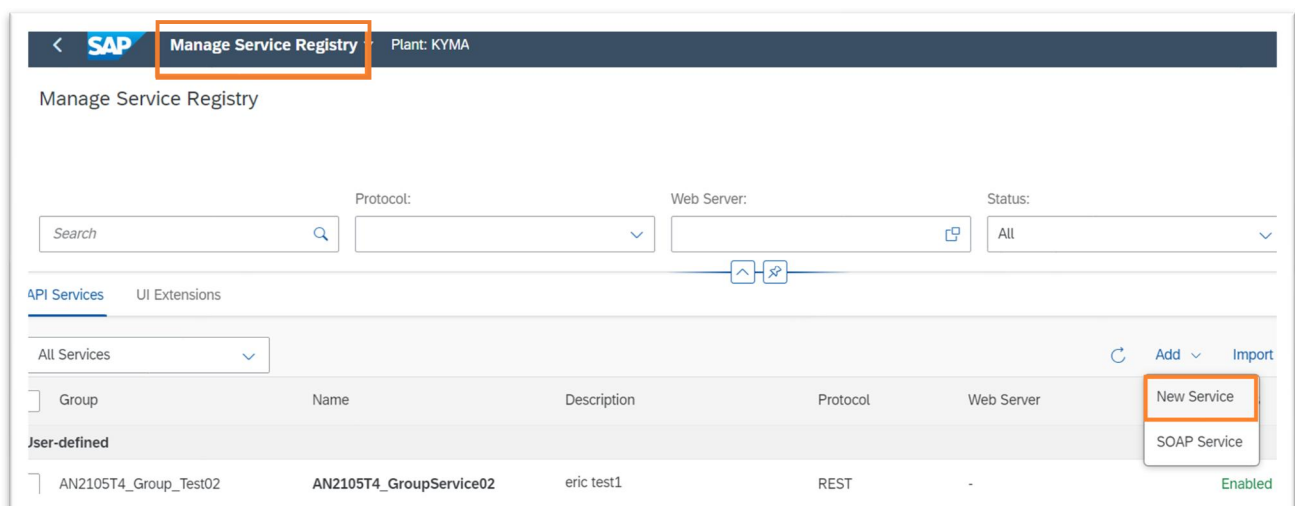 SAP Manage Service Registry Plant: KYMA
Manage Service Registry
Protocol: Web Server: Status:
Search All
API Services UI Extensions
All Services Add Import
Group Name Description Protocol Web Server
New Service
User-defined
SOAP Service
AN2105T4_Group_Test02 AN2105T4_GroupService02 eric test1 REST - Enabled